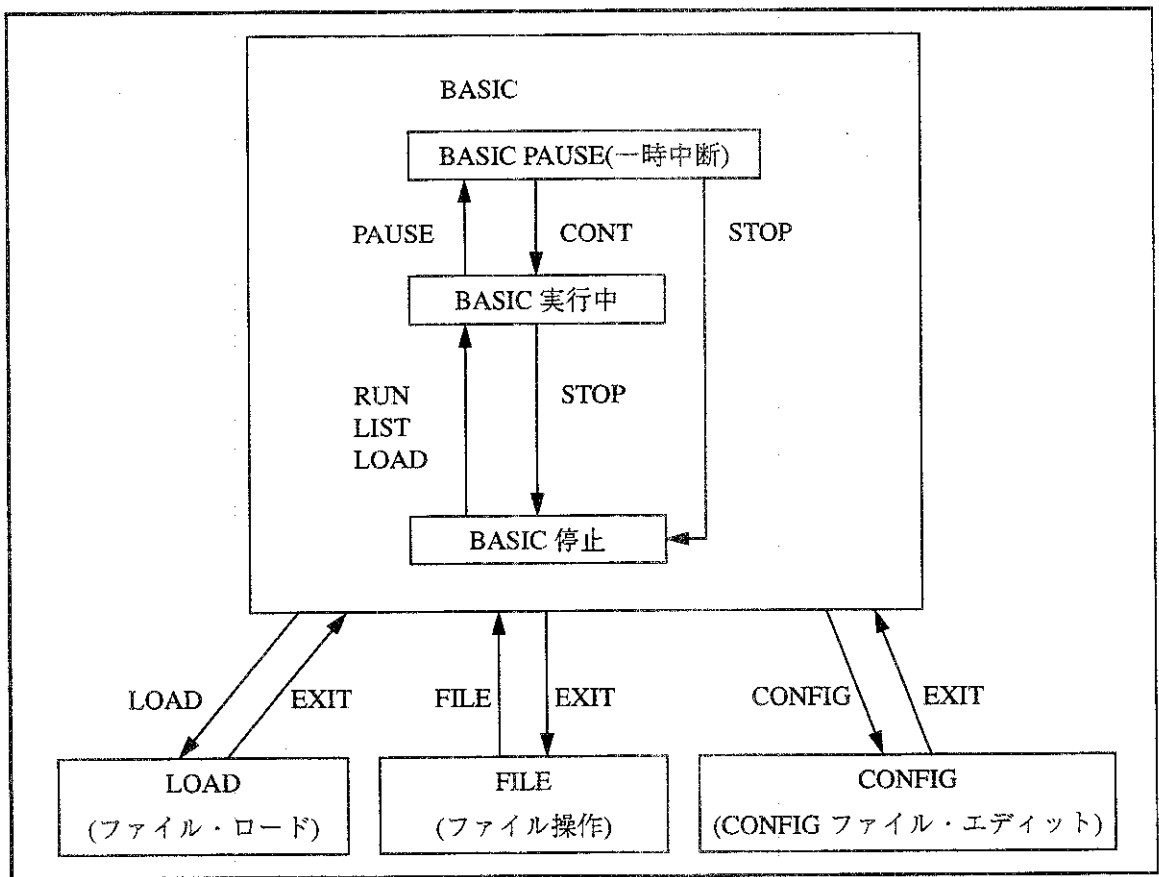 BASIC
BASIC PAUSE(一時中断)
PAUSE
CONT
STOP
BASIC 実行中
RUN
LIST
LOAD
STOP
BASIC 停止
LOAD
EXIT
FILE
EXIT
CONFIG
EXIT
LOAD
(ファイル・ロード)
FILE
(ファイル操作)
CONFIG
(CONFIG ファイル・エディット)